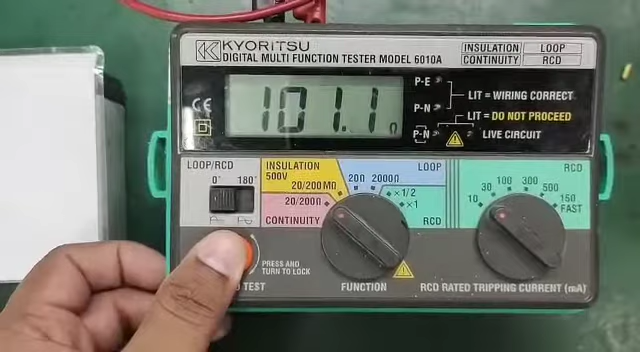 KYORITSU
DIGITAL MULTI FUNCTION TESTER MODEL 6010A
INSULATION
LOOP
CONTINUITY
RCD
CE
101.1 Ω
P-E
P-N
P-N
LIT = WIRING CORRECT
LIT = DO NOT PROCEED
LIVE CIRCUIT
LOOP/RCD
0° 180°
INSULATION
500V
20/200MΩ
20/200Ω
CONTINUITY
LOOP
20Ω 2000Ω
×1/2
×1
RCD
RCD
10 30 100 300 500 150
FAST
PRESS AND
TURN TO LOCK
TEST
FUNCTION
RCD RATED TRIPPING CURRENT (mA)